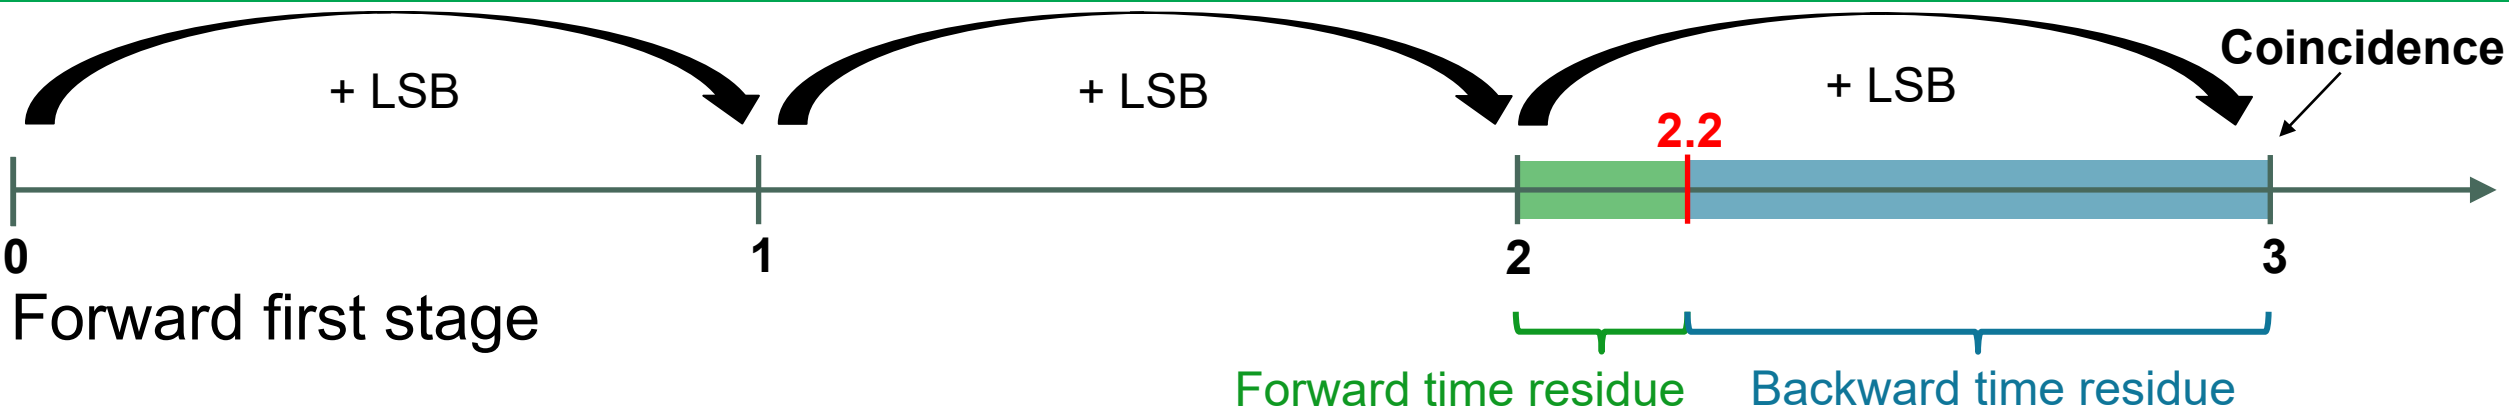 Coincidence
+ LSB
+ LSB
+ LSB
2.2
0
1
2
3
Forward first stage
Forward time residue
Backward time residue